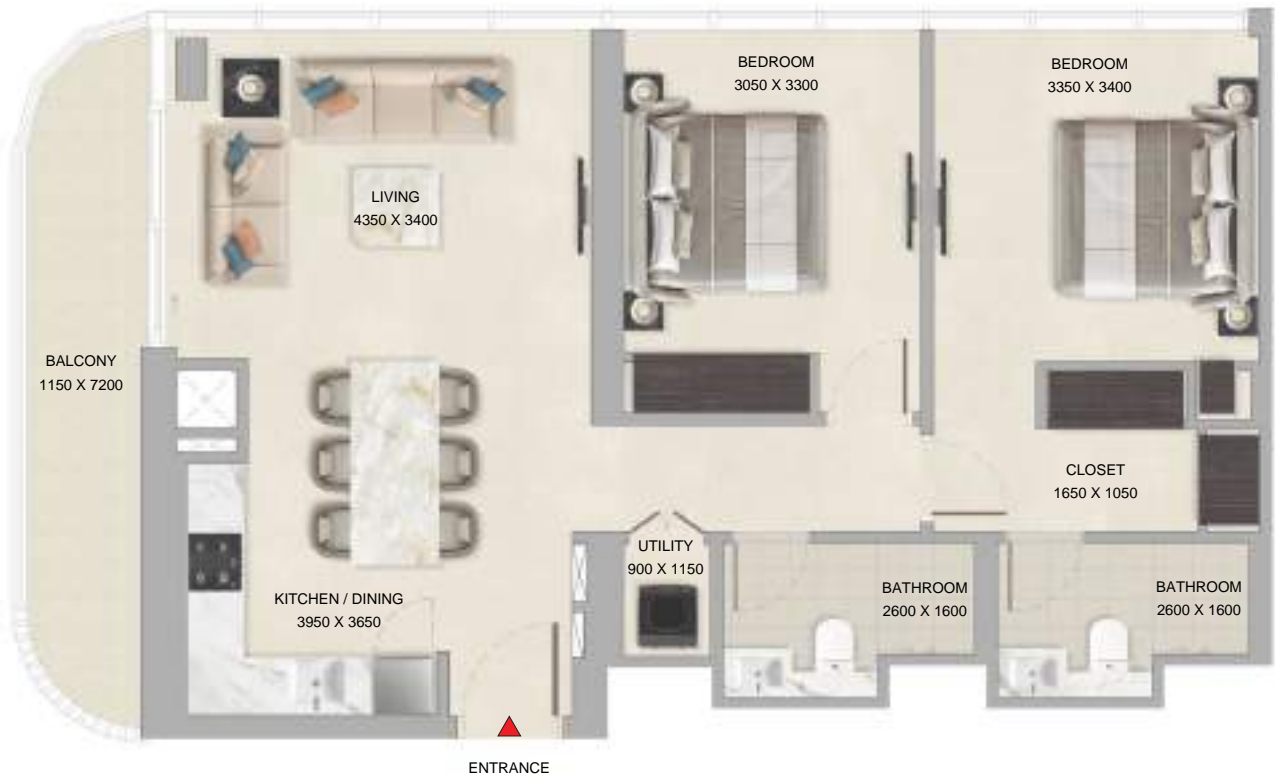 BEDROOM
3050 X 3300
BEDROOM
3350 X 3400
LIVING
4350 X 3400
BALCONY
1150 X 7200
CLOSET
1650 X 1050
UTILITY
900 X 1150
BATHROOM
2600 X 1600
BATHROOM
2600 X 1600
KITCHEN / DINING
3950 X 3650
ENTRANCE